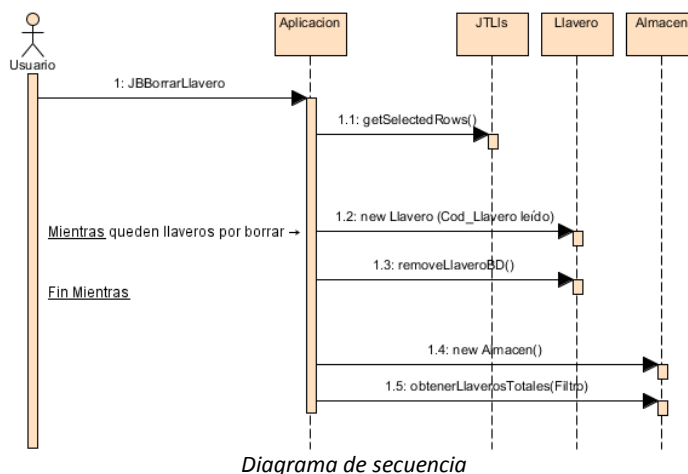 Aplicacion
JTLls
Llavero
Almacen
Usuario
1: JBBorrarLlavero
1.1: getSelectedRows()
1.2: new Llavero (Cod_Llavero leído)
Mientras queden llaveros por borrar →
1.3: removeLlaveroBD()
Fin Mientras
1.4: new Almacen()
1.5: obtenerLlaverosTotales(Filtro)
Diagrama de secuencia